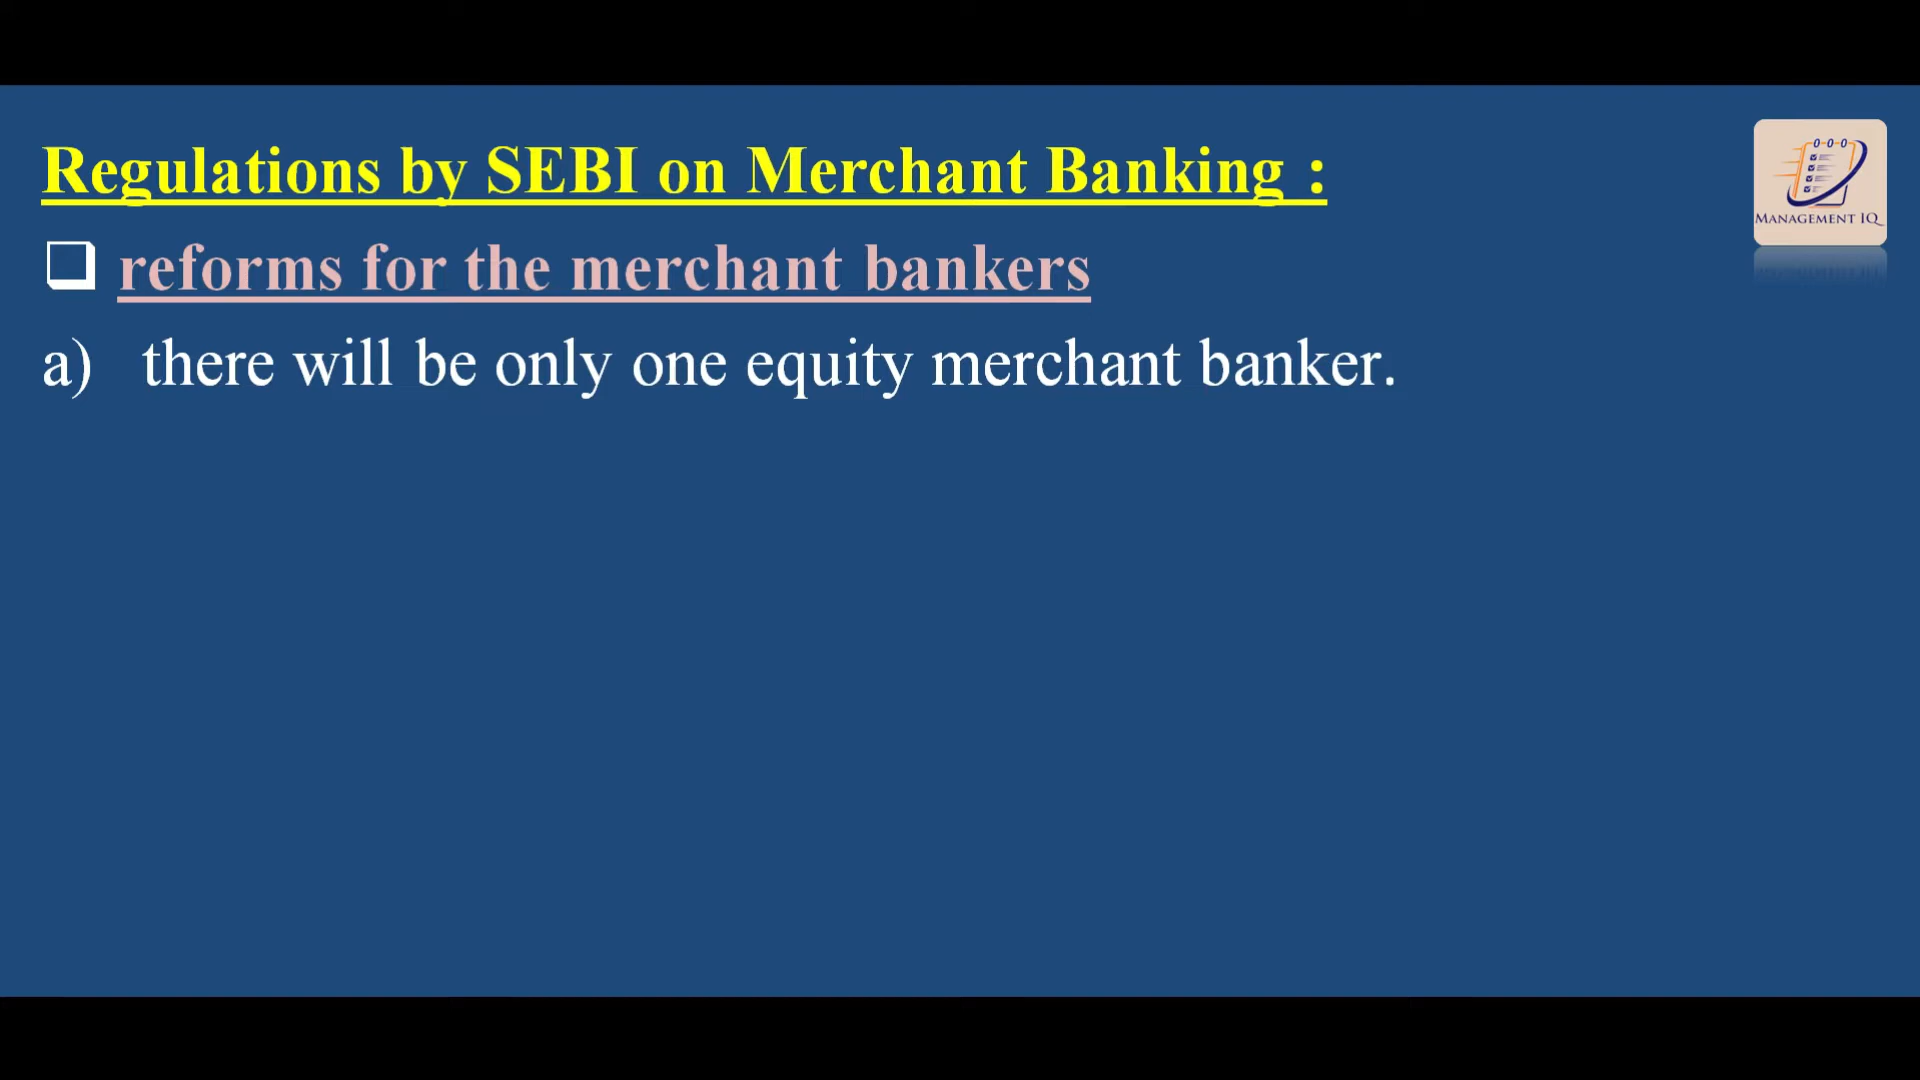 Regulations by SEBI on Merchant Banking :
reforms for the merchant bankers
a) there will be only one equity merchant banker.
MANAGEMENT IQ